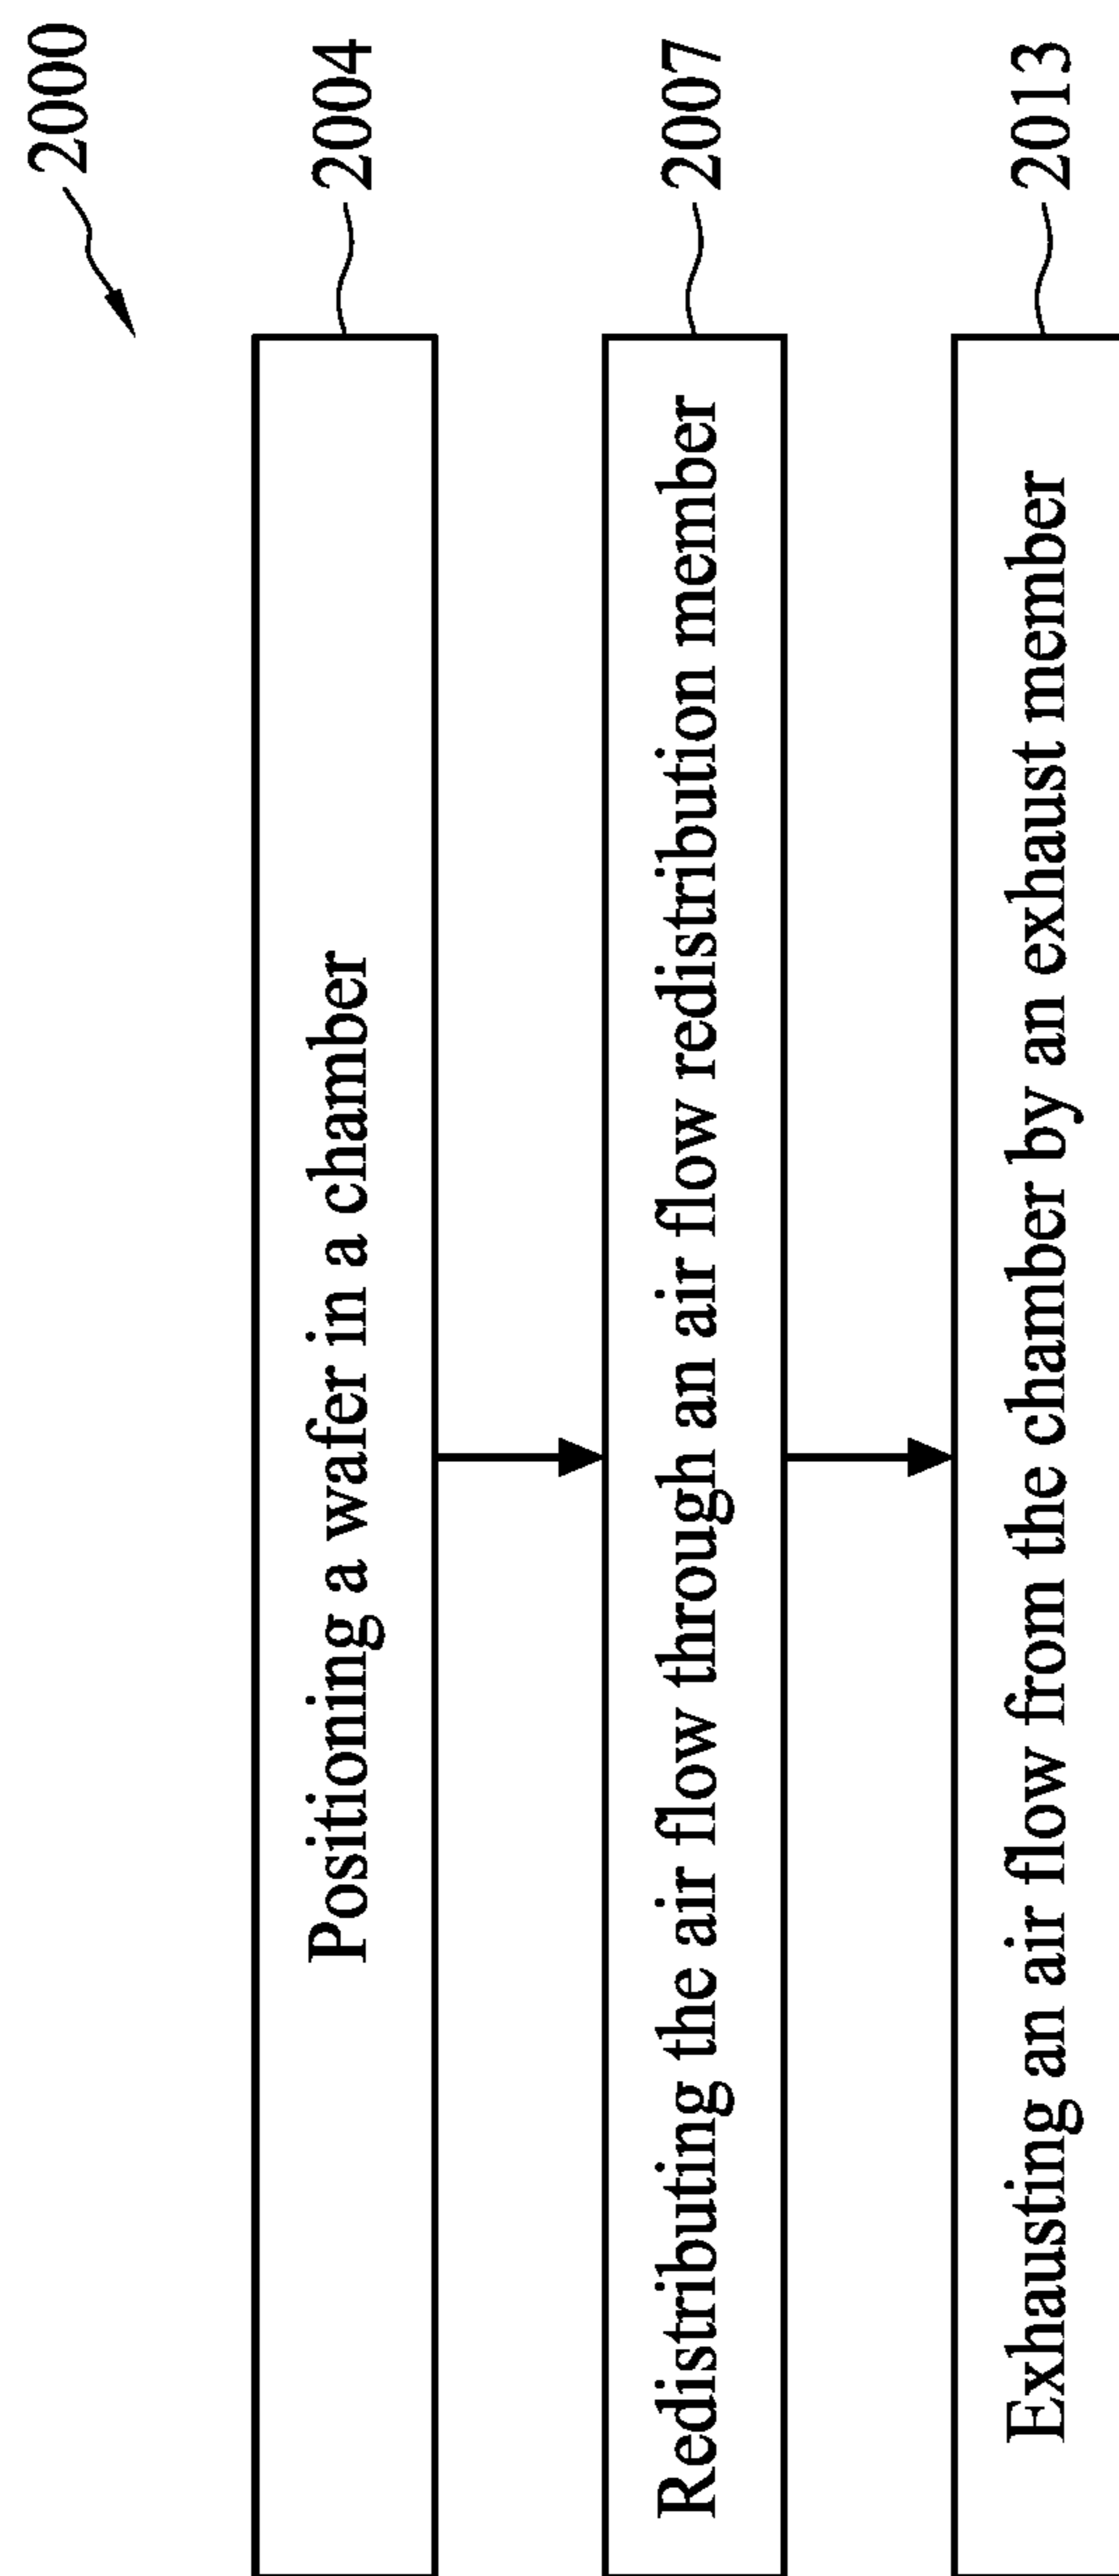 2000
Positioning a wafer in a chamber
2004
Redistributing the air flow through an air flow redistribution member
2007
Exhausting an air flow from the chamber by an exhaust member
2013